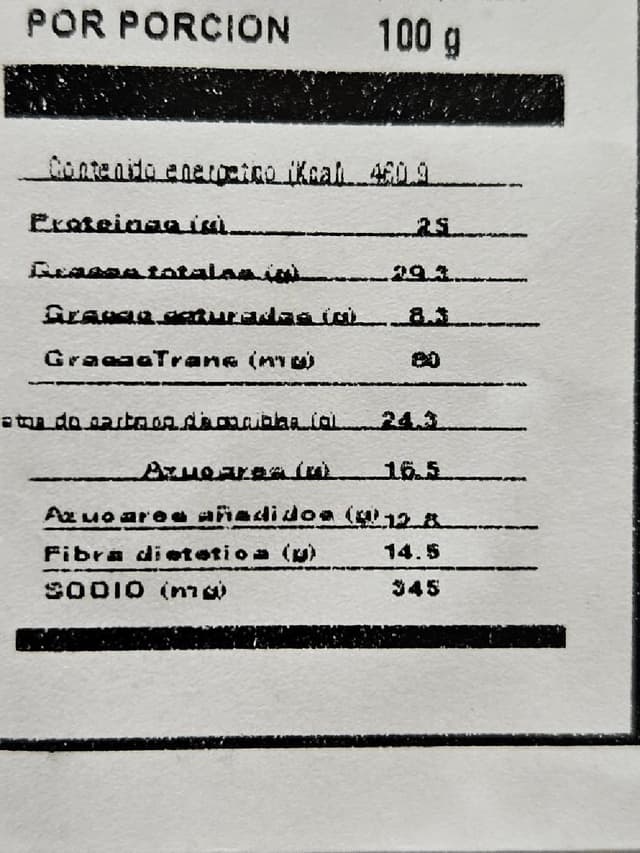 POR PORCION 100 g
Contenido energetico (Kcal) 460.9
Proteinas (g) 25
Grasas totales (g) 29.3
Grasas saturadas (g) 8.3
GrasasTrans (mg) 80
de carbono disponibles (g) 24.3
Azucares (g) 16.5
Azucares añadidos (g) 12.8
Fibra dietetica (g) 14.5
SODIO (mg) 345